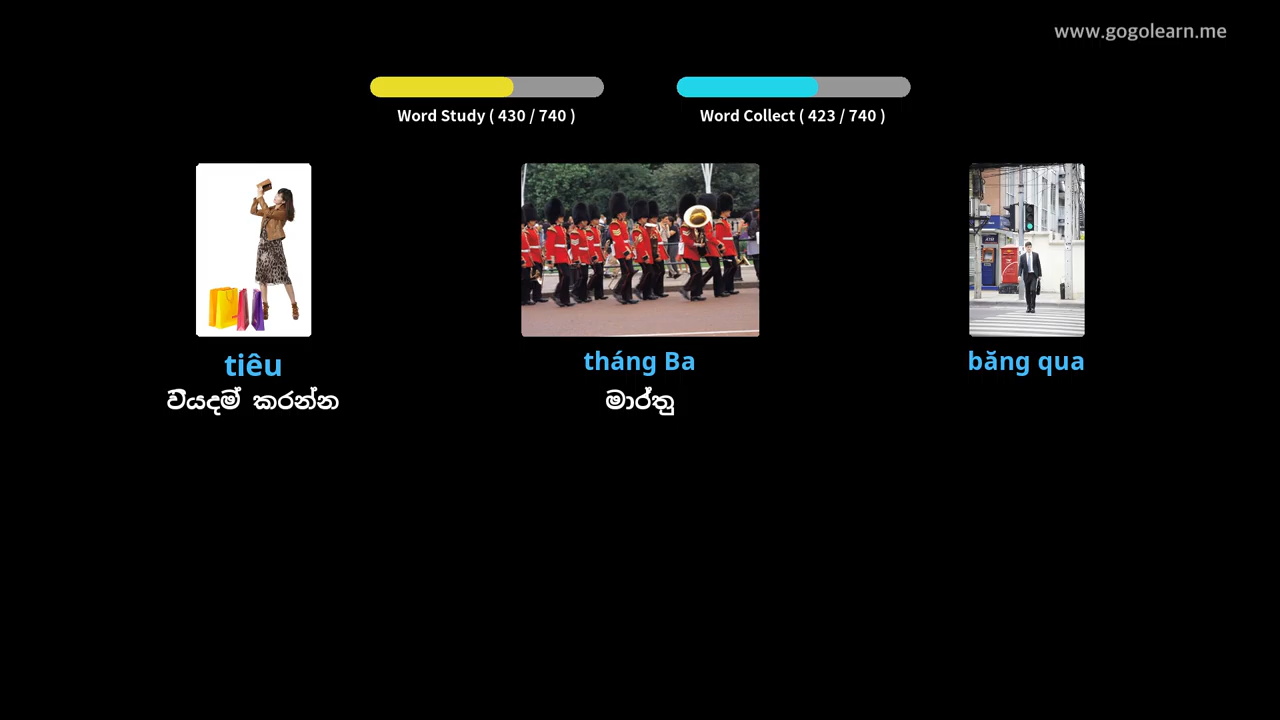 www.gogolearn.me
Word Study ( 430 / 740 )
Word Collect ( 423 / 740 )
tiêu
වියදම් කරන්න
tháng Ba
මාර්තු
băng qua